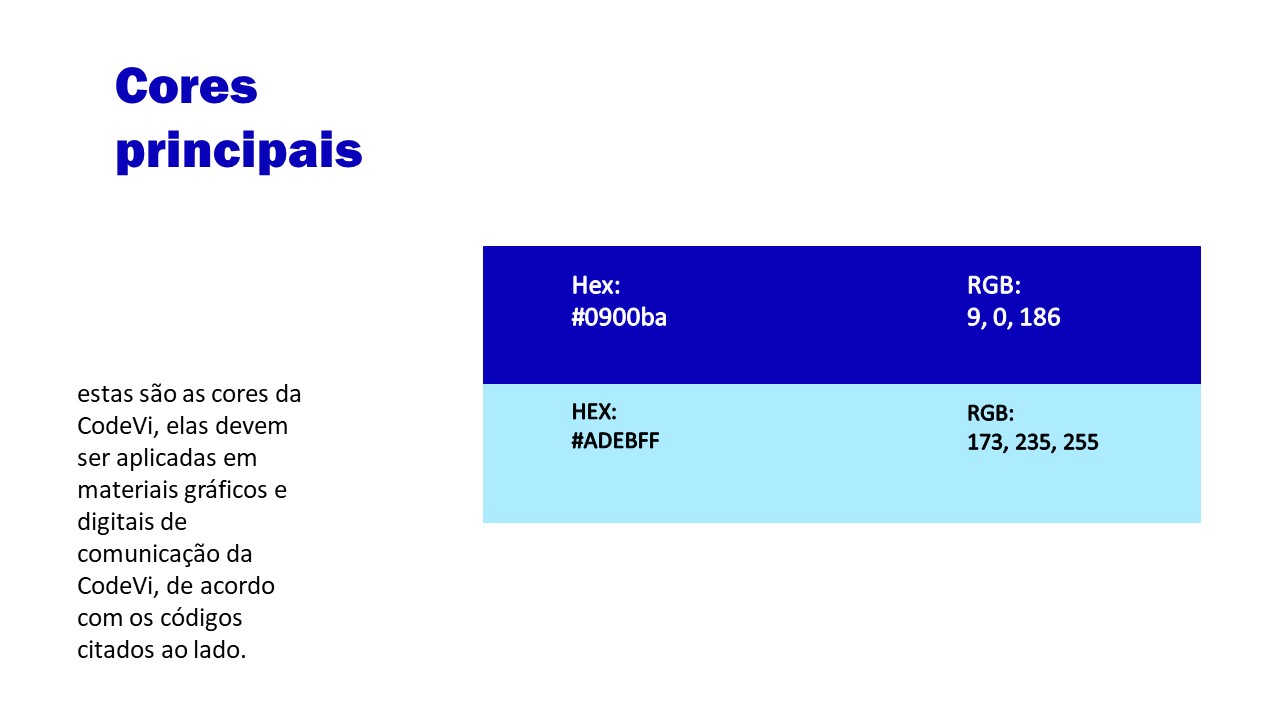 Cores
principais
Hex:
#0900ba
RGB:
9, 0, 186
HEX:
#ADEBFF
RGB:
173, 235, 255
estas são as cores da
CodeVi, elas devem
ser aplicadas em
materiais gráficos e
digitais de
comunicação da
CodeVi, de acordo
com os códigos
citados ao lado.